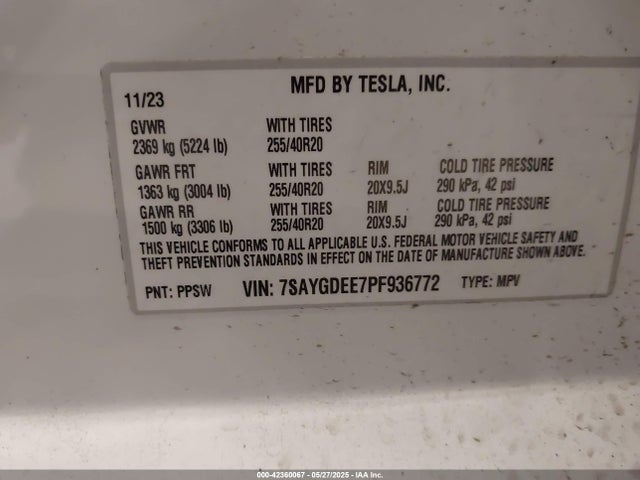 MFD BY TESLA, INC.
11/23
GVWR WITH TIRES
2369 kg (5224 lb) 255/40R20
GAWR FRT WITH TIRES RIM COLD TIRE PRESSURE
1363 kg (3004 lb) 255/40R20 20X9.5J 290 kPa, 42 psi
GAWR RR WITH TIRES RIM COLD TIRE PRESSURE
1500 kg (3306 lb) 255/40R20 20X9.5J 290 kPa, 42 psi
THIS VEHICLE CONFORMS TO ALL APPLICABLE U.S. FEDERAL MOTOR VEHICLE SAFETY AND
THEFT PREVENTION STANDARDS IN EFFECT ON THE DATE OF MANUFACTURE SHOWN ABOVE.
PNT: PPSW VIN: 7SAYGDEE7PF936772 TYPE: MPV
000-42360067 - 05/27/2025 - IAA Inc.